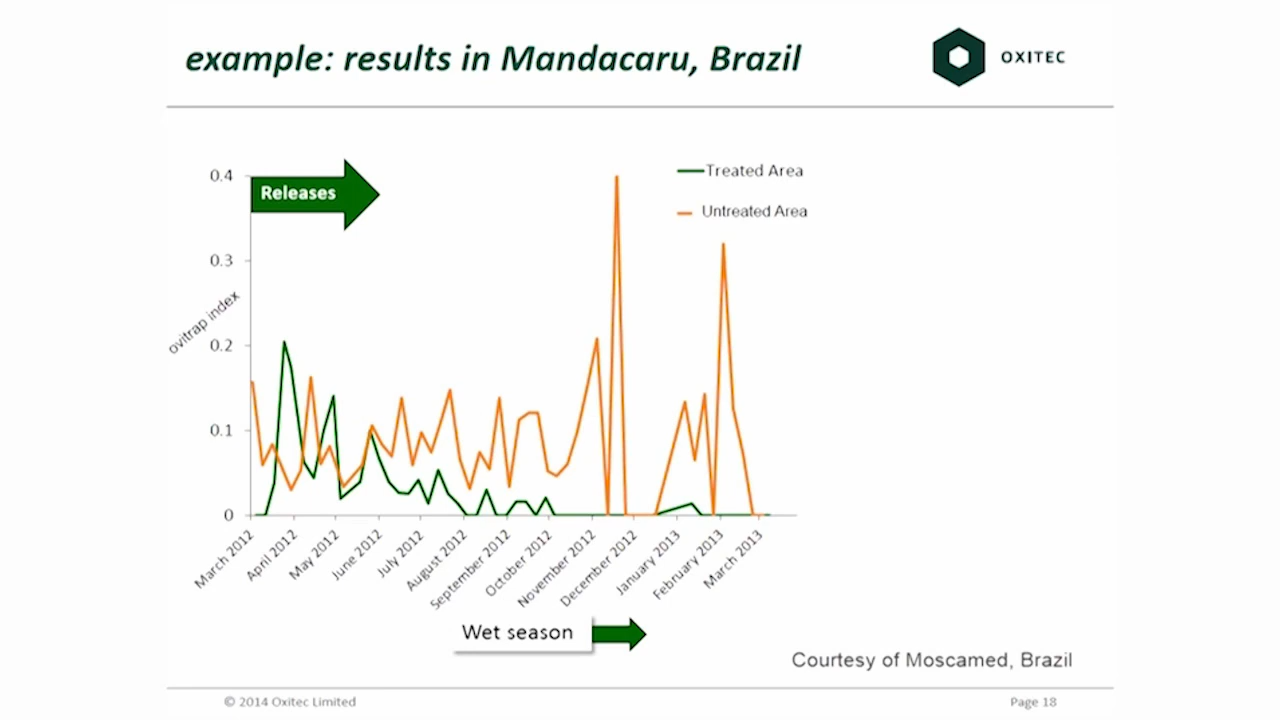 example: results in Mandacaru, Brazil
OXITEC
Releases
Treated Area
Untreated Area
0.4
0.3
0.2
0.1
0
ovitrap index
March 2012
April 2012
May 2012
June 2012
July 2012
August 2012
September 2012
October 2012
November 2012
December 2012
January 2013
February 2013
March 2013
Wet season
Courtesy of Moscamed, Brazil
© 2014 Oxitec Limited
Page 18